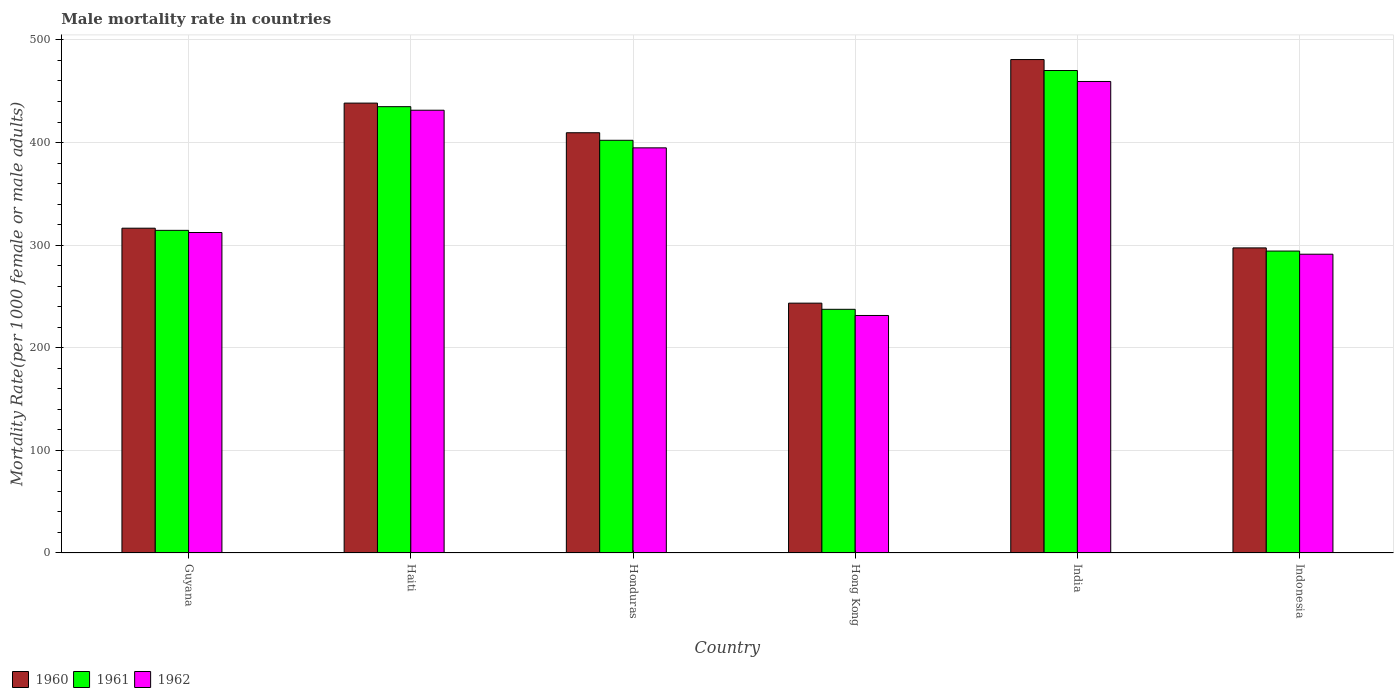 Male mortality rate in countries
Mortality Rate(per 1000 female or male adults)
500
400
300
200
100
0
Guyana
Haiti
Honduras
Hong Kong
India
Indonesia
Country
1960
1961
1962